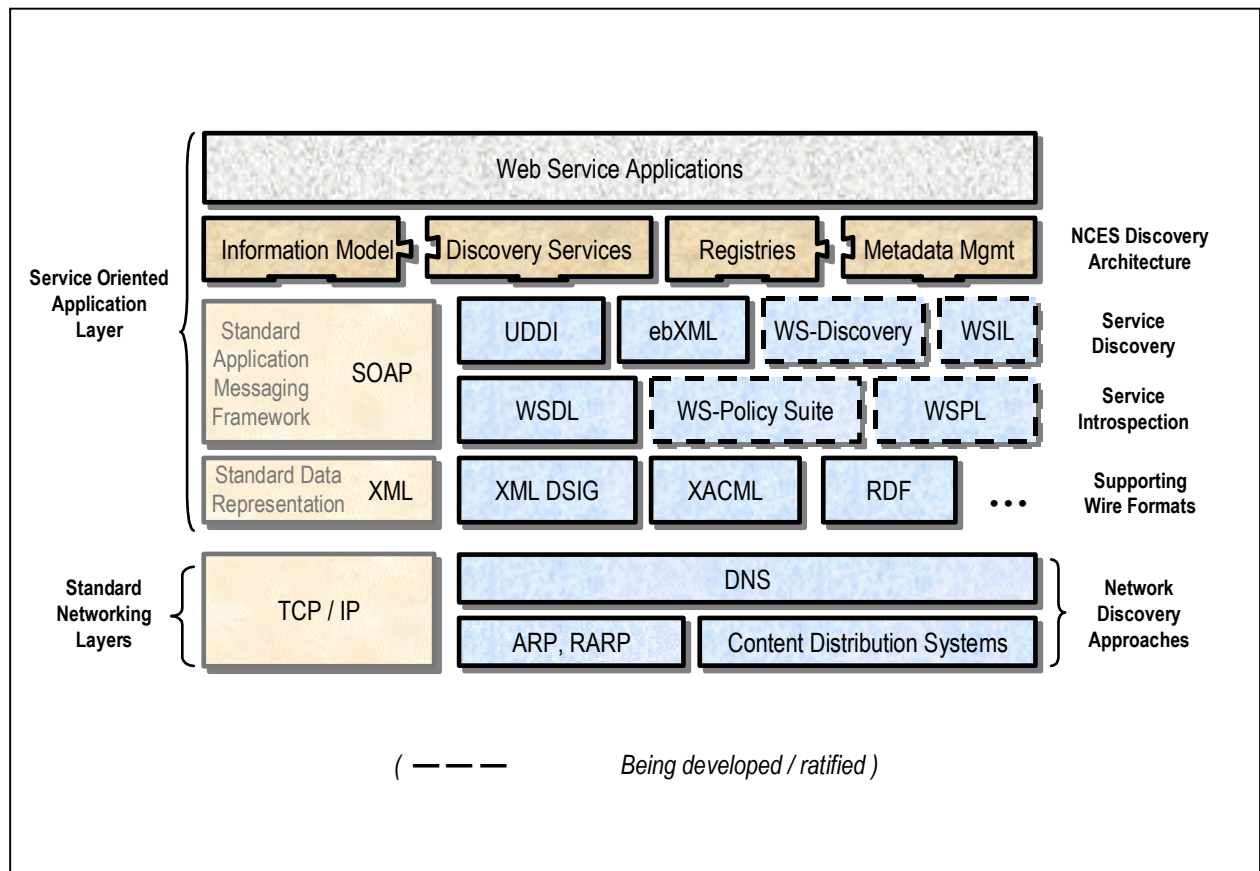 Web Service Applications
Service Oriented
Application
Layer
Information Model
Discovery Services
Registries
Metadata Mgmt
NCES Discovery
Architecture
Standard
Application
Messaging
Framework
SOAP
UDDI
ebXML
WS-Discovery
WSIL
Service
Discovery
WSDL
WS-Policy Suite
WSPL
Service
Introspection
Standard Data
Representation
XML
XML DSIG
XACML
RDF
...
Supporting
Wire Formats
Standard
Networking
Layers
TCP / IP
DNS
ARP, RARP
Content Distribution Systems
Network
Discovery
Approaches
( — — — Being developed / ratified )